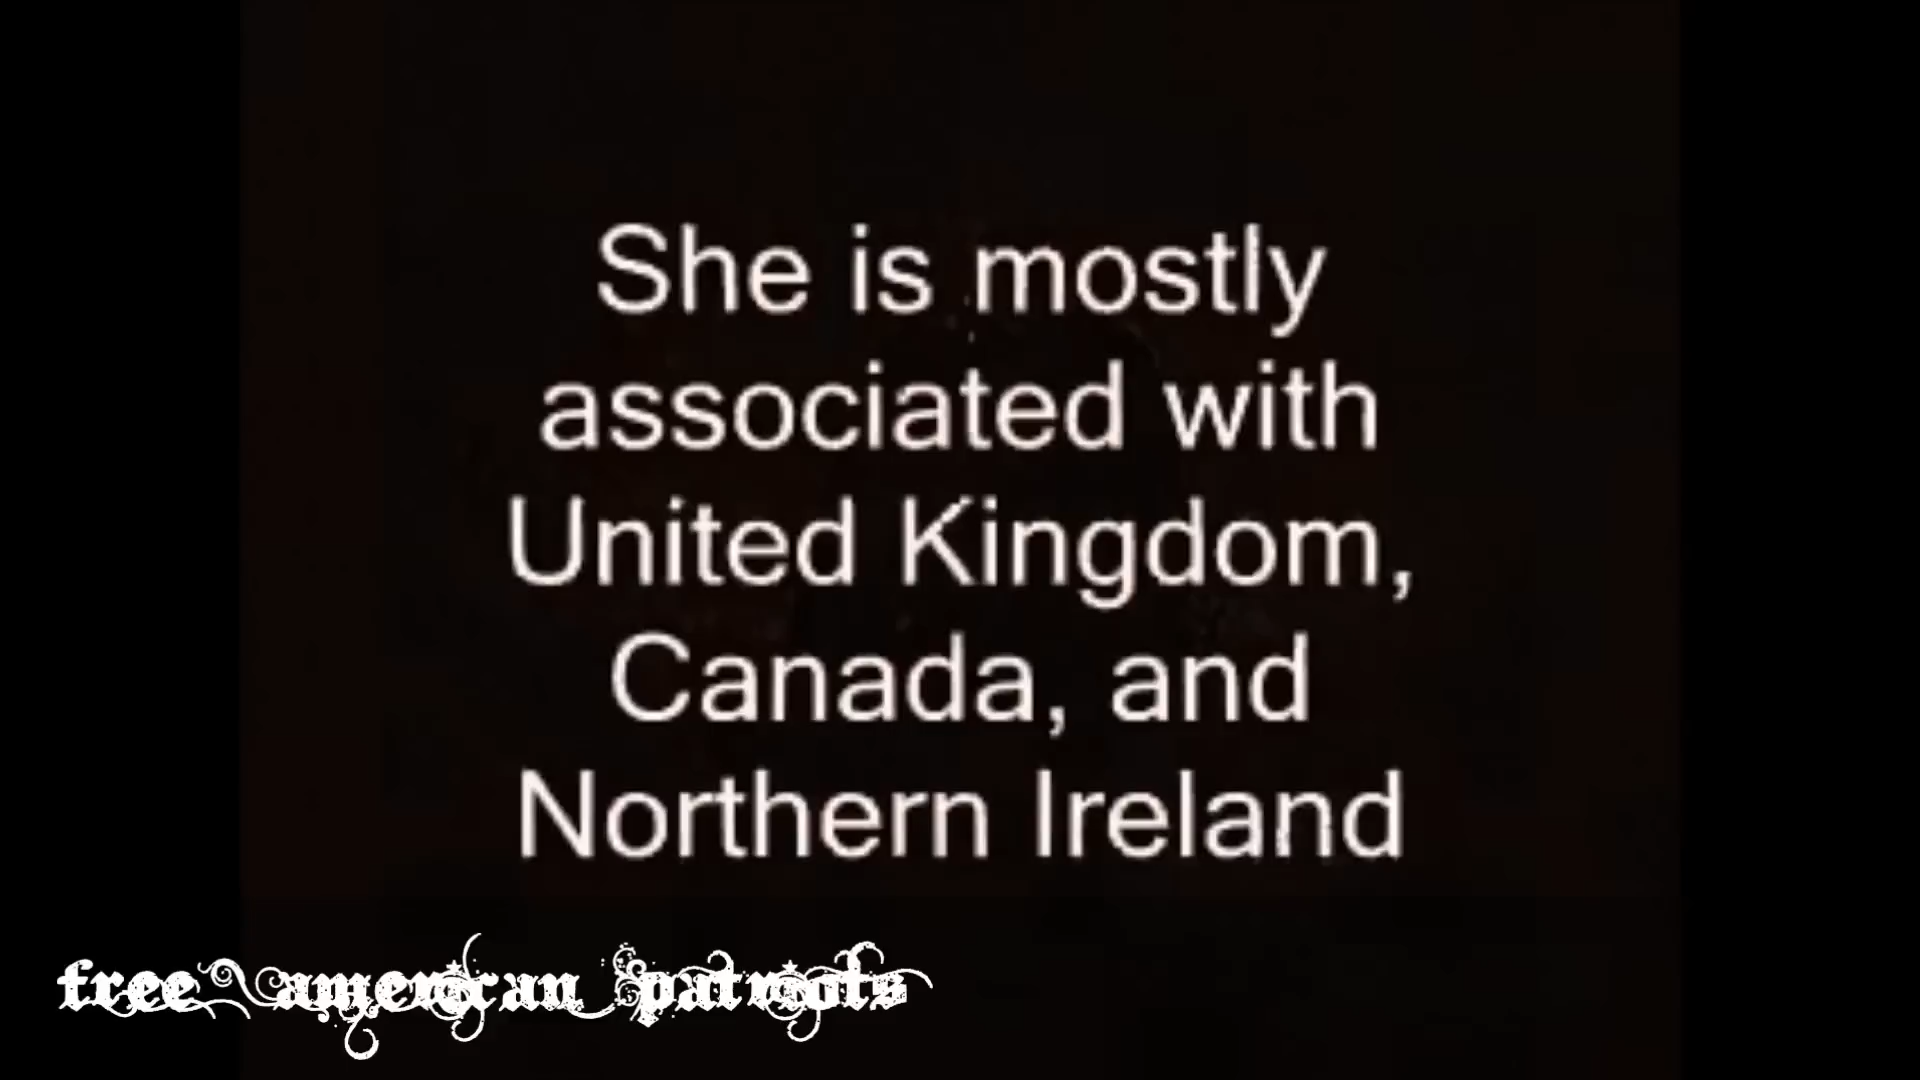 She is mostly
associated with
United Kingdom,
Canada, and
Northern Ireland
free american patriots